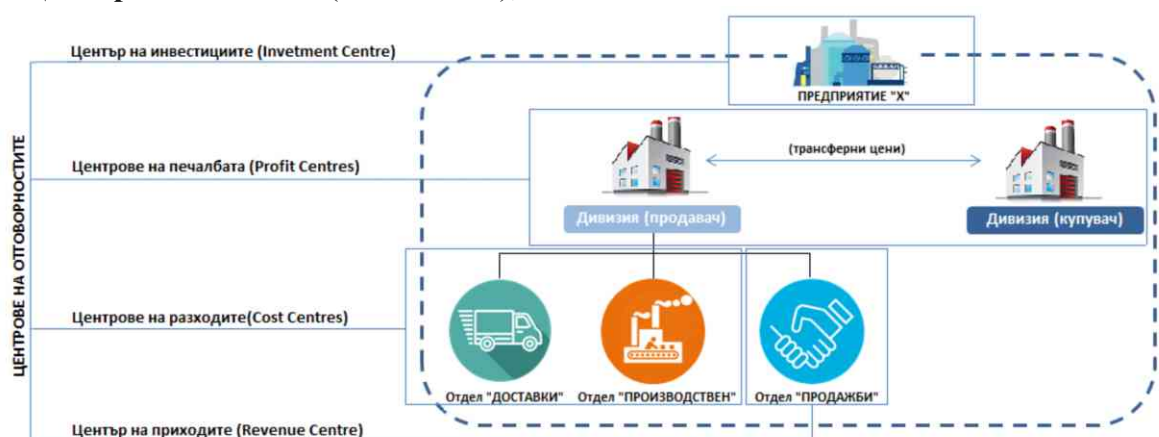 Център на инвестициите (Invetment Centre)
ПРЕДПРИЯТИЕ "Х"
ЦЕНТРОВЕ НА ОТГОВОРНОСТИТЕ
Центрове на печалбата (Profit Centres)
(трансферни цени)
Дивизия (продавач)
Дивизия (купувач)
Центрове на разходите(Cost Centres)
Отдел "ДОСТАВКИ"
Отдел "ПРОИЗВОДСТВЕН"
Отдел "ПРОДАЖБИ"
Център на приходите (Revenue Centre)